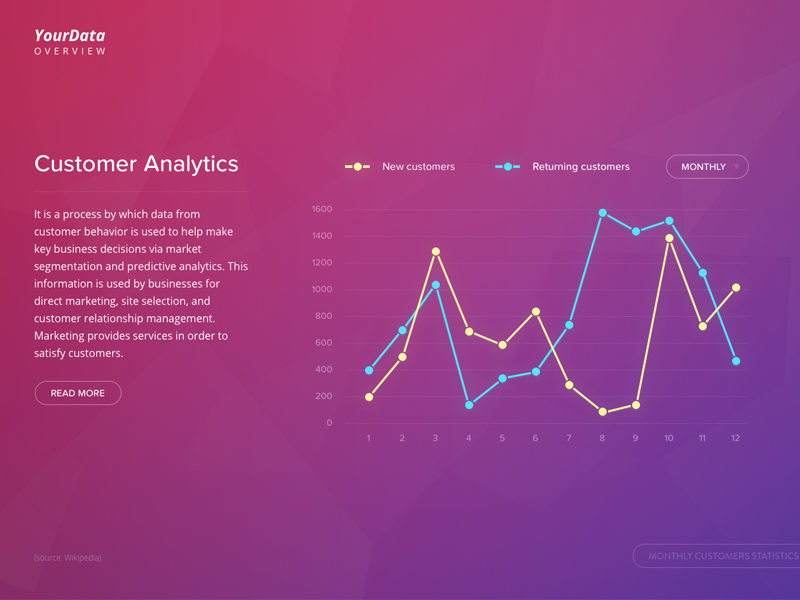 YourData
OVERVIEW
Customer Analytics
It is a process by which data from
customer behavior is used to help make
key business decisions via market
segmentation and predictive analytics. This
information is used by businesses for
direct marketing, site selection, and
customer relationship management.
Marketing provides services in order to
satisfy customers.
READ MORE
New customers
Returning customers
MONTHLY
1600
1400
1200
1000
800
600
400
200
0
1 2 3 4 5 6 7 8 9 10 11 12
(source: Wikipedia)
MONTHLY CUSTOMERS STATISTICS